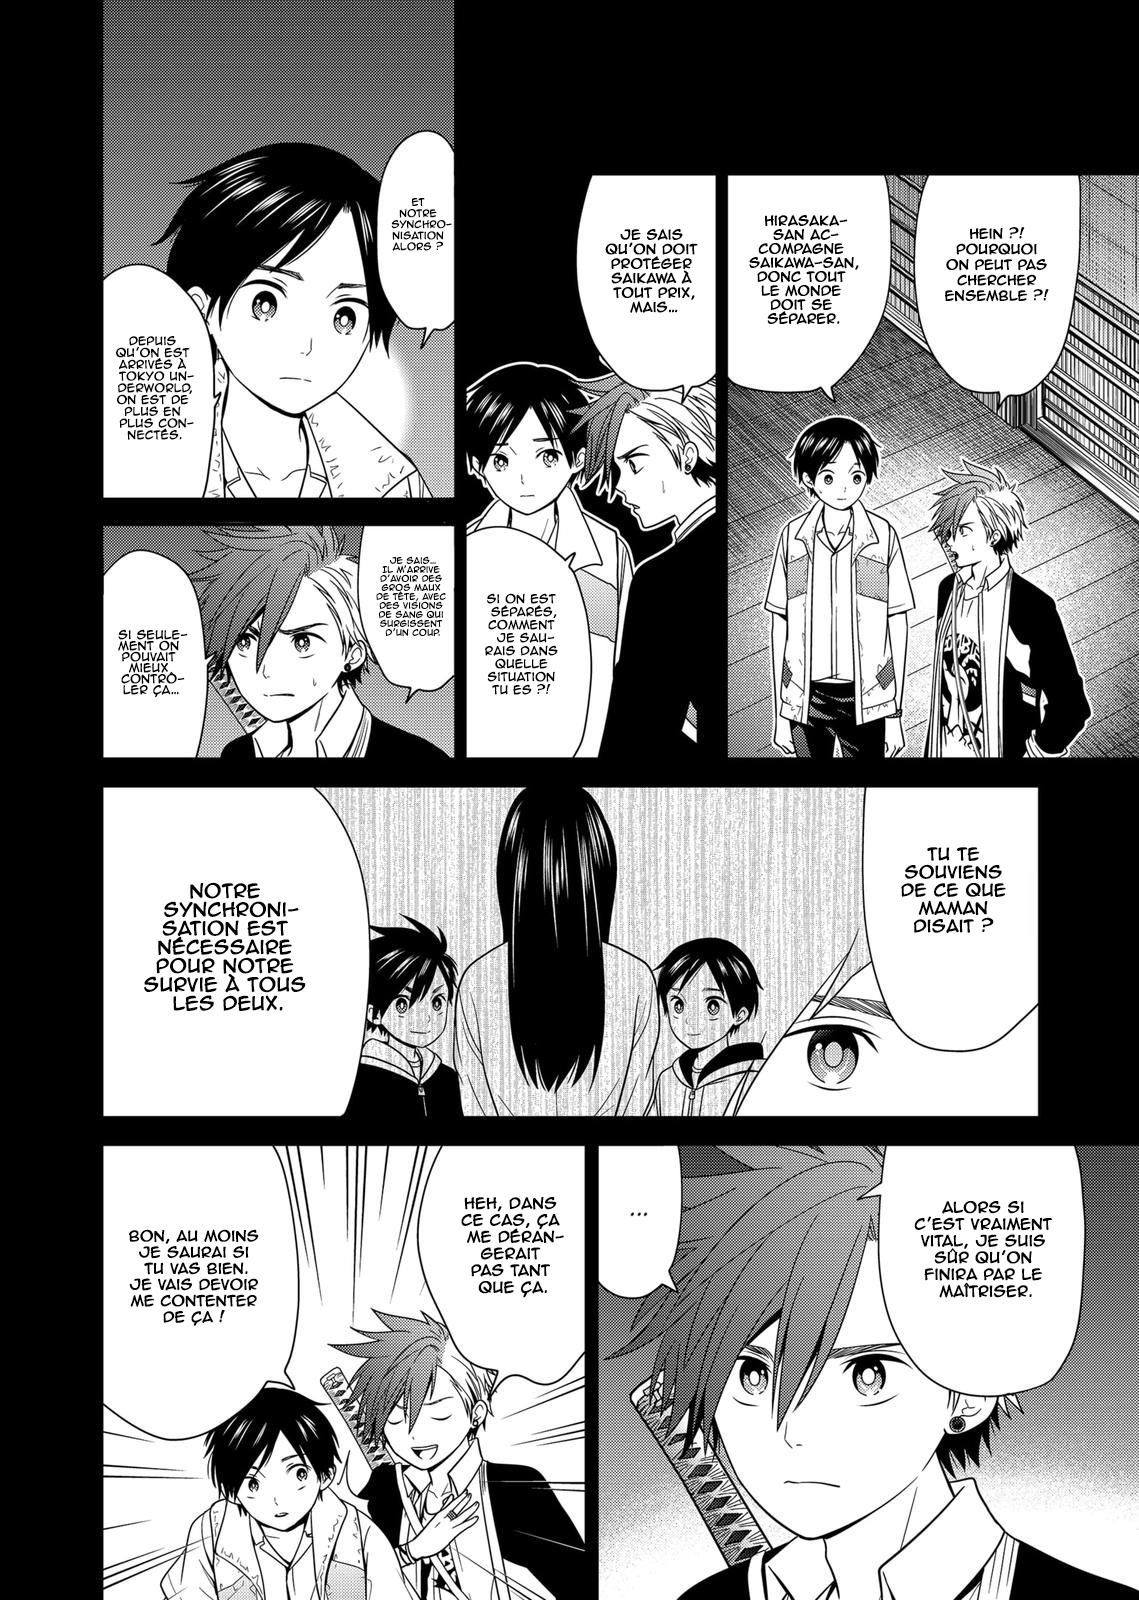 HEIN ?!
POURQUOI
ON PEUT PAS
CHERCHER
ENSEMBLE ?!
HIRASAKA-
SAN AC-
COMPAGNE
SAIKAWA-SAN,
DONC TOUT
LE MONDE
DOIT SE
SÉPARER.
JE SAIS
QU'ON DOIT
PROTÉGER
SAIKAWA À
TOUT PRIX,
MAIS...
SI ON EST
SÉPARÉS,
COMMENT
JE SAU-
RAIS DANS
QUELLE
SITUATION
TU ES ?!
ET
NOTRE
SYNCHRO-
NISATION
ALORS ?
DEPUIS
QU'ON EST
ARRIVÉS À
TOKYO UN-
DERWORLD,
ON EST DE
PLUS EN
PLUS CON-
NECTÉS.
JE SAIS...
IL M'ARRIVE
D'AVOIR DES
GROS MAUX
DE TÊTE, AVEC
DES VISIONS
DE SANG QUI
SURGISSENT
D'UN COUP.
SI SEULE-
MENT ON
POUVAIT
MIEUX
CONTRÔ-
LER ÇA...
TU TE
SOUVIENS
DE CE QUE
MAMAN
DISAIT ?
NOTRE
SYNCHRONI-
SATION EST
NÉCESSAIRE
POUR NOTRE
SURVIE À TOUS
LES DEUX.
ALORS SI
C'EST VRAIMENT
VITAL, JE SUIS
SÛR QU'ON
FINIRA PAR LE
MAÎTRISER.
...
HEH, DANS
CE CAS, ÇA
ME DÉRAN-
GERAIT
PAS TANT
QUE ÇA.
BON, AU MOINS
JE SAURAI SI
TU VAS BIEN.
JE VAIS DEVOIR
ME CONTENTER
DE ÇA !